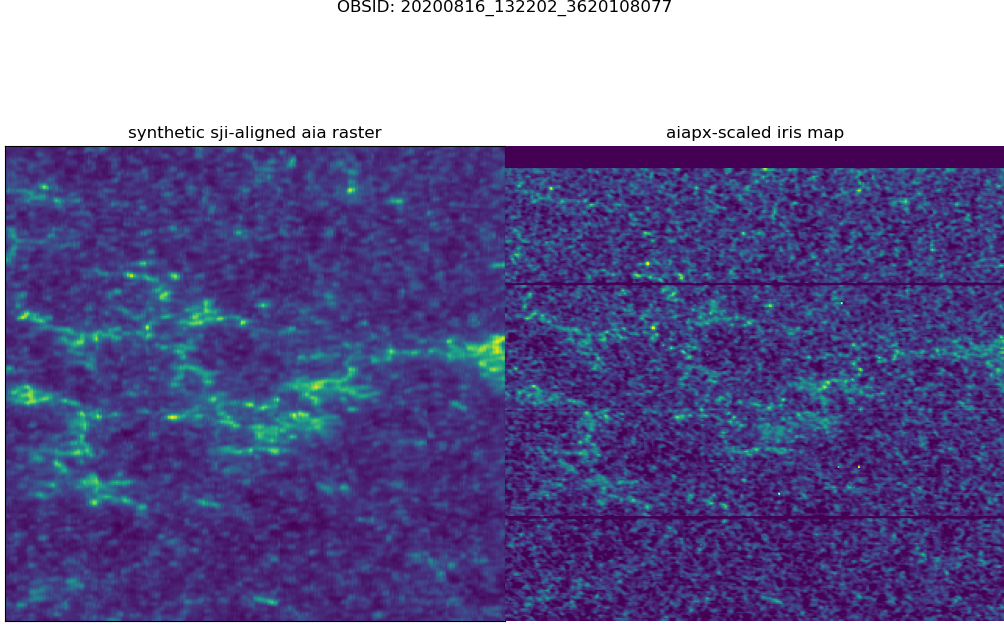 OBSID: 20200816_132202_3620108077
synthetic sji-aligned aia raster
aiapx-scaled iris map